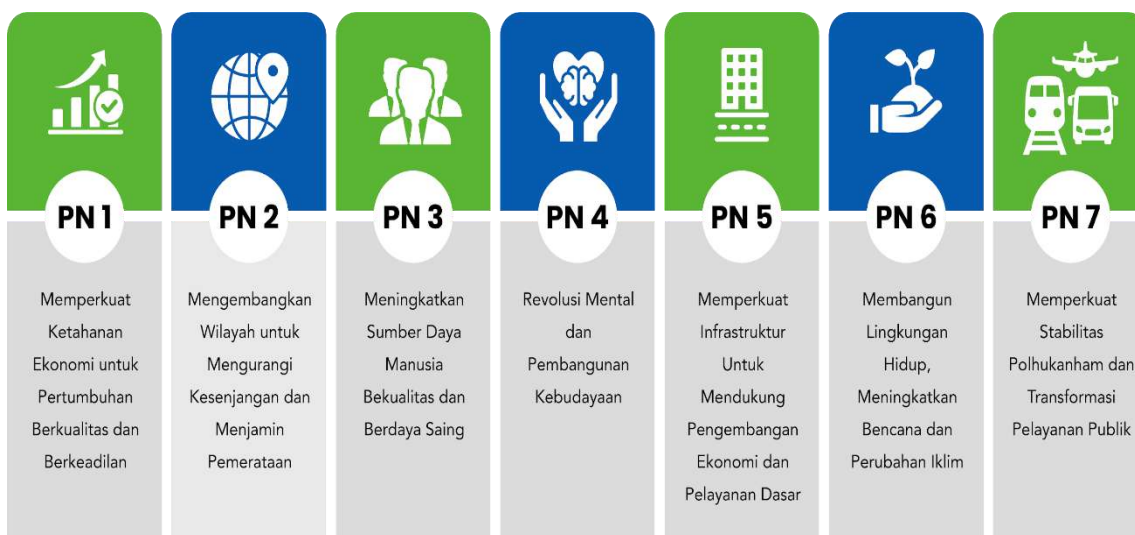 PN 1
Memperkuat
Ketahanan
Ekonomi untuk
Pertumbuhan
Berkualitas dan
Berkeadilan
PN 2
Mengembangkan
Wilayah untuk
Mengurangi
Kesenjangan dan
Menjamin
Pemerataan
PN 3
Meningkatkan
Sumber Daya
Manusia
Bekualitas dan
Berdaya Saing
PN 4
Revolusi Mental
dan
Pembangunan
Kebudayaan
PN 5
Memperkuat
Infrastruktur
Untuk
Mendukung
Pengembangan
Ekonomi dan
Pelayanan Dasar
PN 6
Membangun
Lingkungan
Hidup,
Meningkatkan
Bencana dan
Perubahan Iklim
PN 7
Memperkuat
Stabilitas
Polhukanham dan
Transformasi
Pelayanan Publik